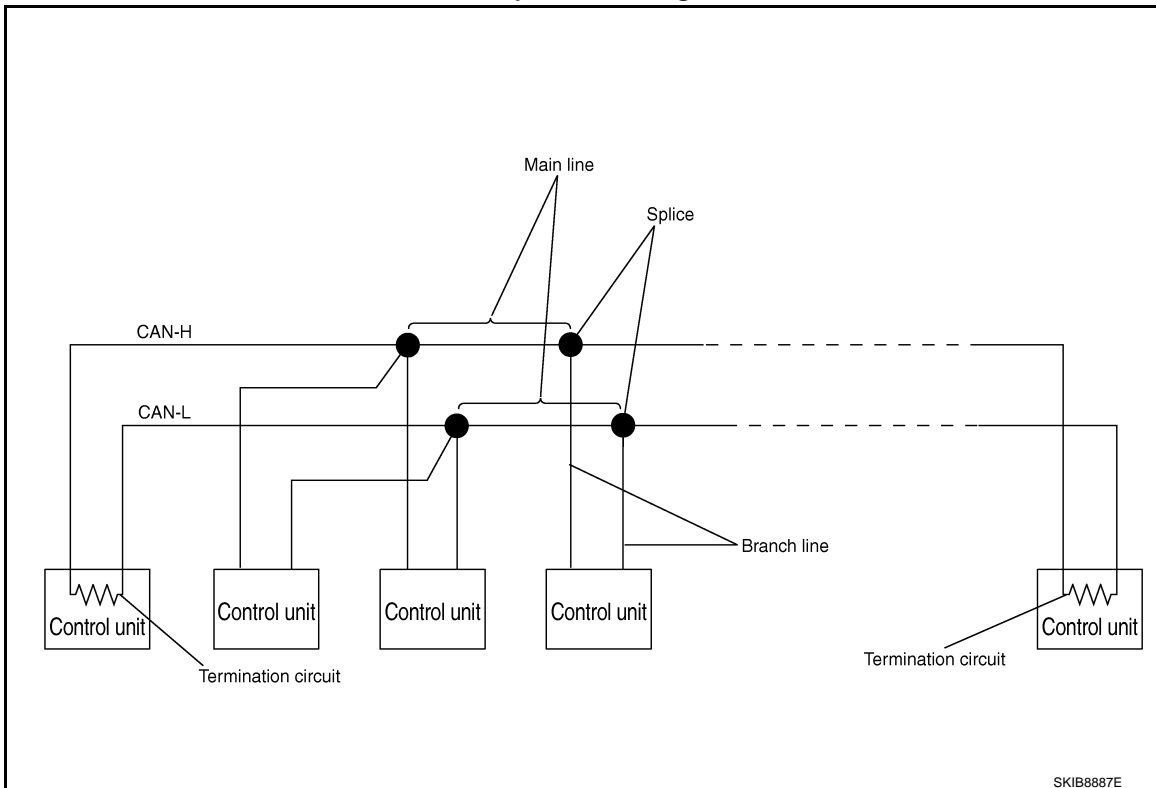 Main line
Splice
CAN-H
CAN-L
Branch line
Control unit
Control unit
Control unit
Control unit
Control unit
Termination circuit
Termination circuit
SKIB8887E